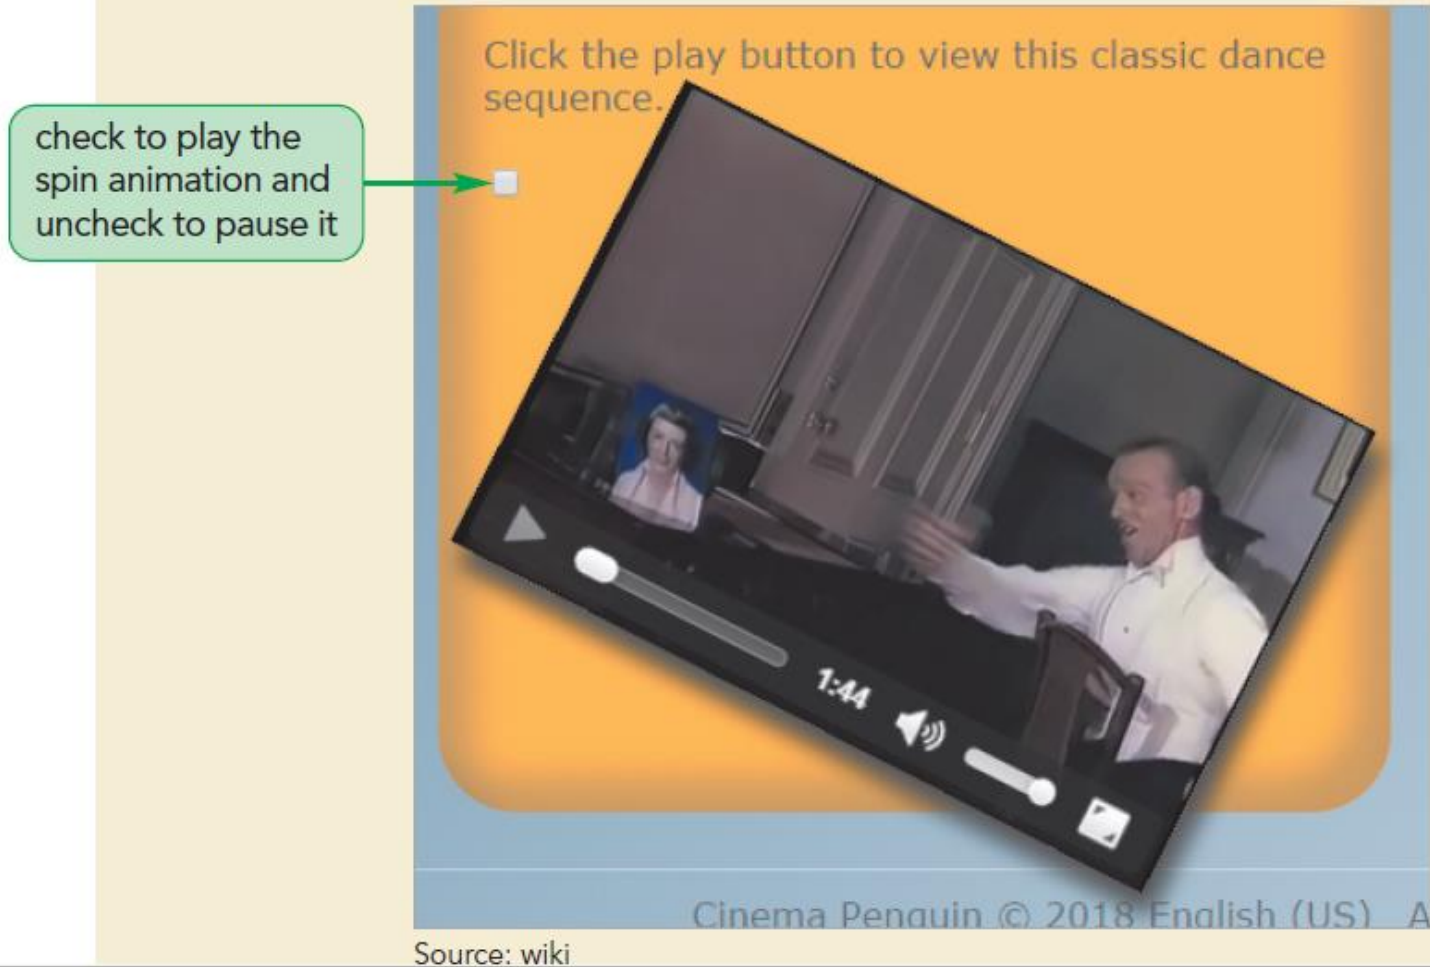 Click the play button to view this classic dance
sequence.
check to play the
spin animation and
uncheck to pause it
1:44
Cinema Penguin © 2018 English (US) A
Source: wiki